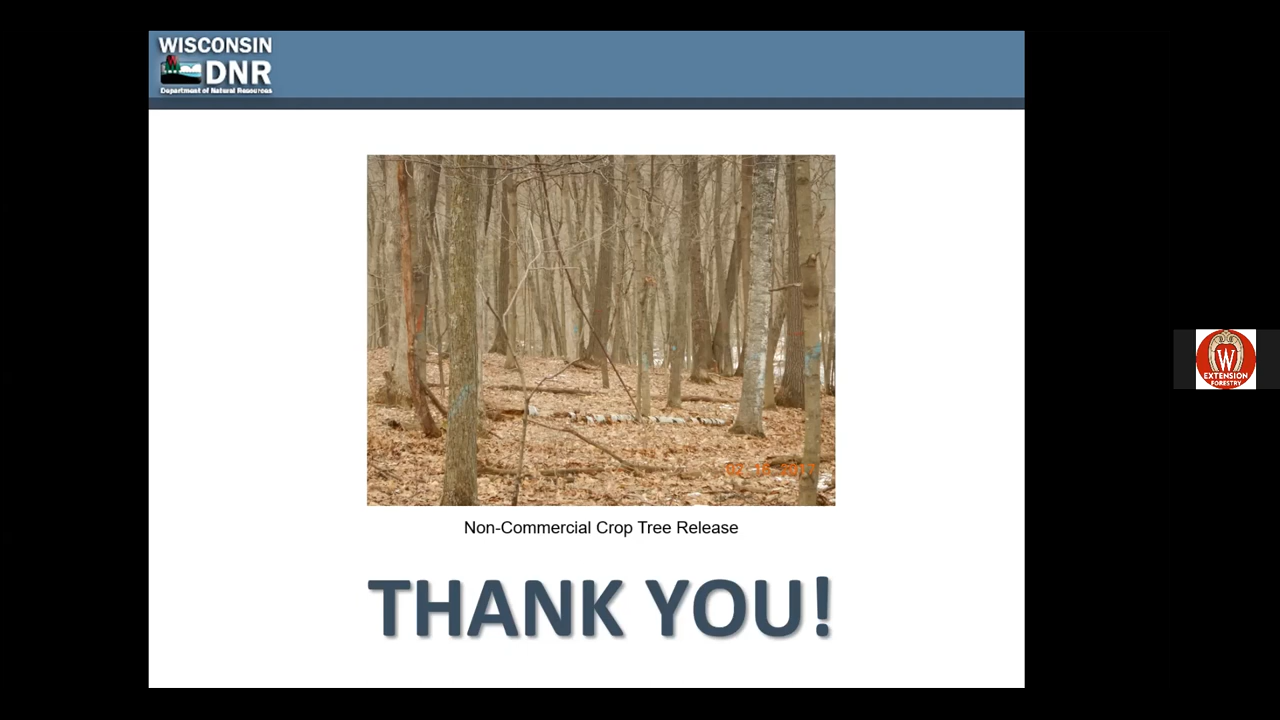 WISCONSIN
DNR
Department of Natural Resources
W
EXTENSION
FORESTRY
Non-Commercial Crop Tree Release
THANK YOU!